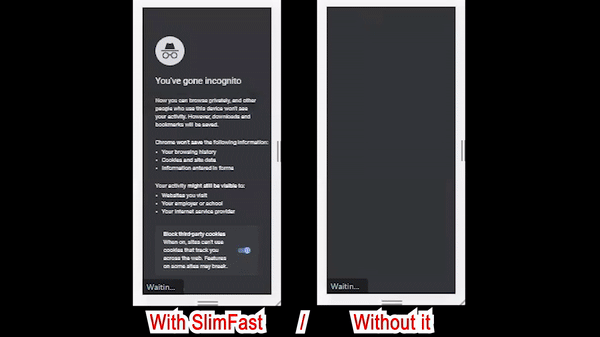 You've gone incognito
Now you can browse privately, and other
people who use this device won't see
your activity. However, downloads and
bookmarks will be saved.
Chrome won't save the following information:
• Your browsing history
• Cookies and site data
• Information entered in forms
Your activity might still be visible to:
• Websites you visit
• Your employer or school
• Your internet service provider
Block third-party cookies
When on, sites can't use
cookies that track you
across the web. Features
on some sites may break.
Waitin...
Waitin...
With SlimFast / Without it